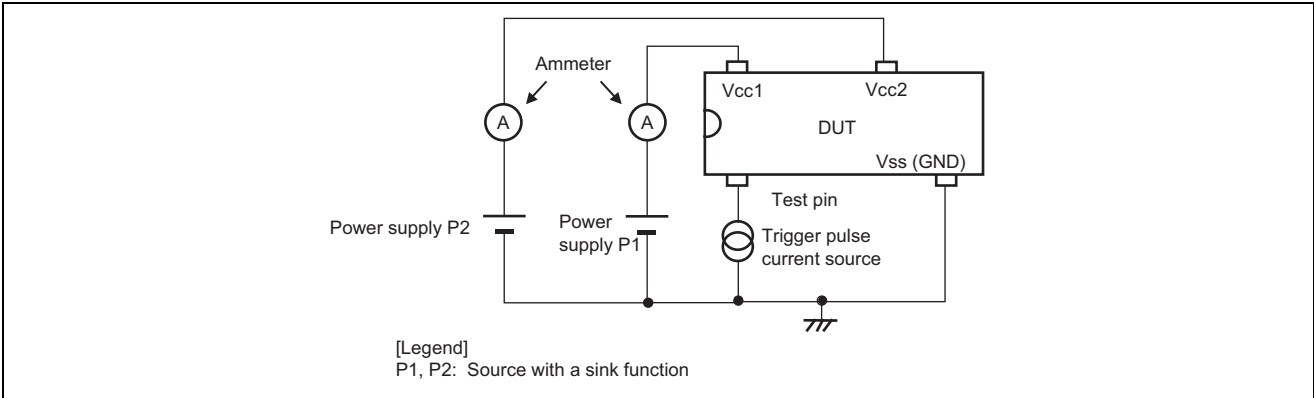 Ammeter
Vcc1
Vcc2
A
A
DUT
Vss (GND)
Test pin
Power supply P2
Power
supply P1
Trigger pulse
current source
[Legend]
P1, P2: Source with a sink function